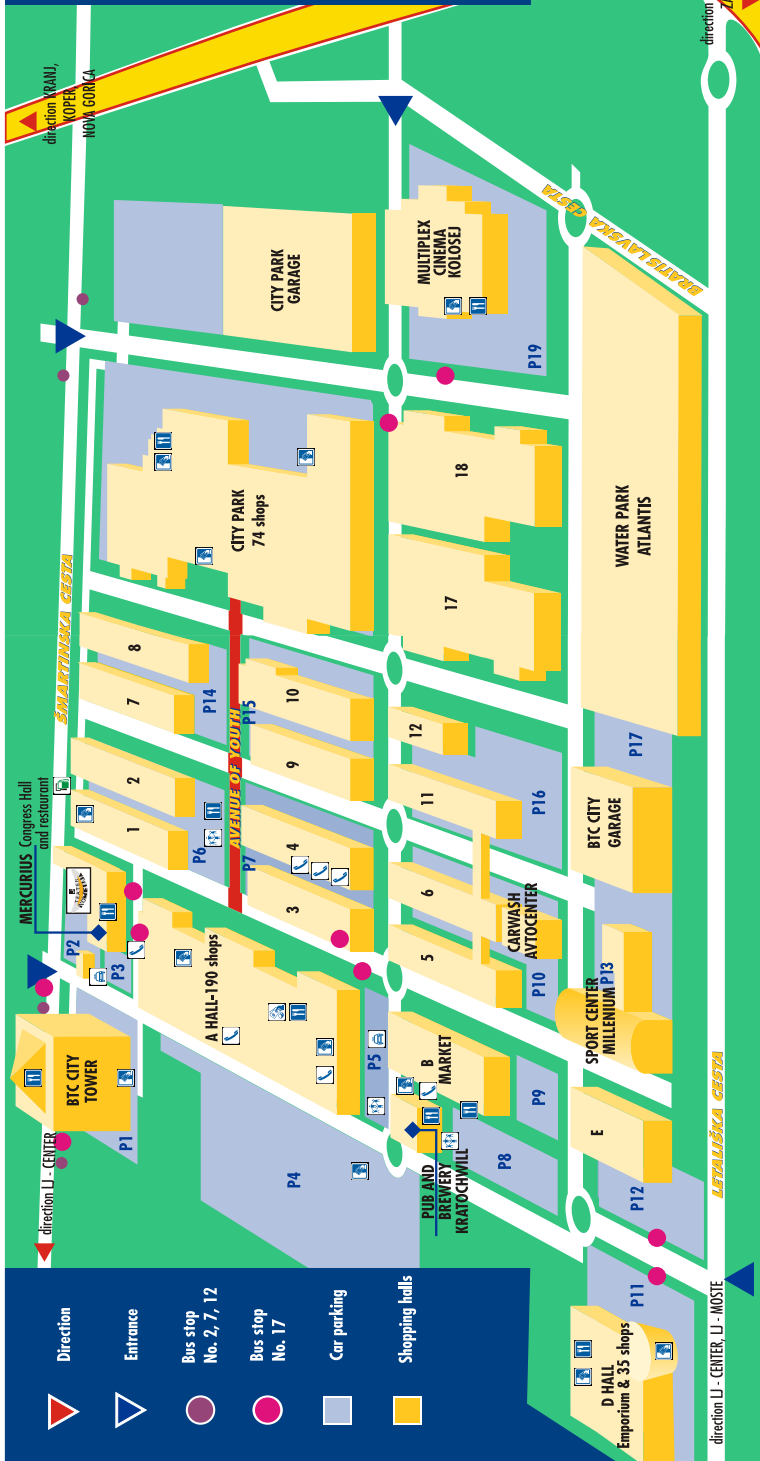 direction KRANJ,
KOPER
NOVA GORICA
direction
ŠMARTINSKA CESTA
BRATISLAVSKA CESTA
LETALIŠKA CESTA
AVENUE OF YOUTH
CITY PARK
GARAGE
MULTIPLEX
CINEMA
KOLOSEJ
P19
CITY PARK
74 shops
18
17
WATER PARK
ATLANTIS
8
7
P14
P15
10
9
12
11
P16
P17
2
1
P6
P7
4
3
6
5
CARWASH
AVTOCENTER
P10
BTC CITY
GARAGE
P13
SPORT CENTER
MILLENIUM
MERCURIUS Congress Hall
and restaurant
P2
P3
A HALL-190 shops
P5
B
MARKET
P9
P8
E
P12
PUB AND
BREWERY
KRATOCHWILL
BTC CITY
TOWER
P1
P4
direction LJ - CENTER
P11
D HALL
Emporium & 35 shops
direction LJ - CENTER, LJ - MOSTE
Direction
Entrance
Bus stop
No. 2, 7, 12
Bus stop
No. 17
Car parking
Shopping halls